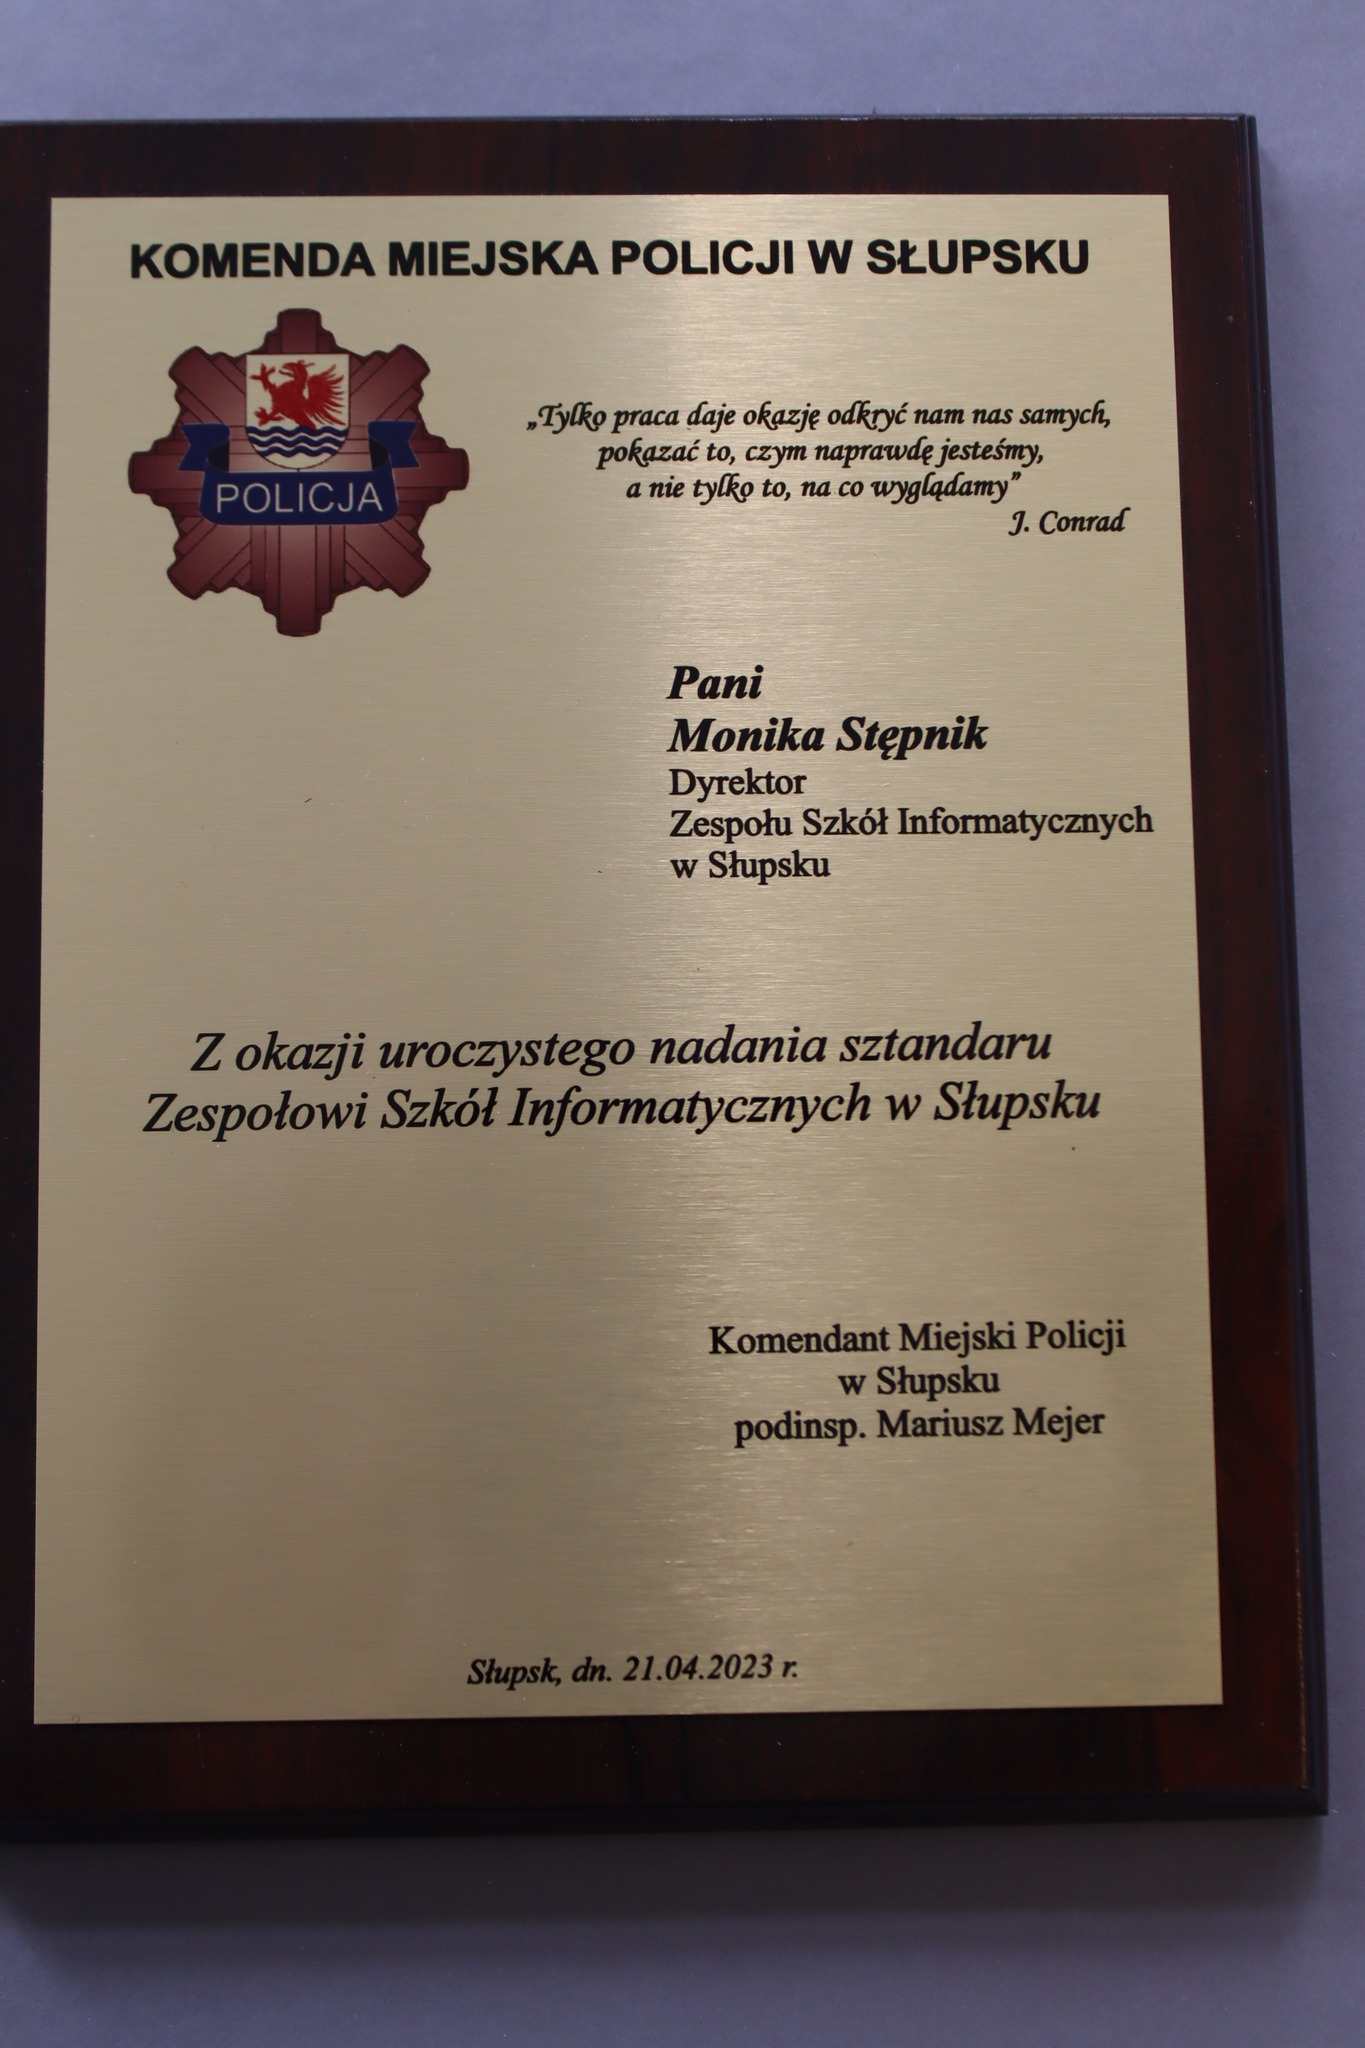 KOMENDA MIEJSKA POLICJI W SŁUPSKU
POLICJA
„Tylko praca daje okazję odkryć nam nas samych,
pokazać to, czym naprawdę jesteśmy,
a nie tylko to, na co wyglądamy”
J. Conrad
Pani
Monika Stępnik
Dyrektor
Zespołu Szkół Informatycznych
w Słupsku
Z okazji uroczystego nadania sztandaru
Zespołowi Szkół Informatycznych w Słupsku
Komendant Miejski Policji
w Słupsku
podinsp. Mariusz Mejer
Słupsk, dn. 21.04.2023 r.